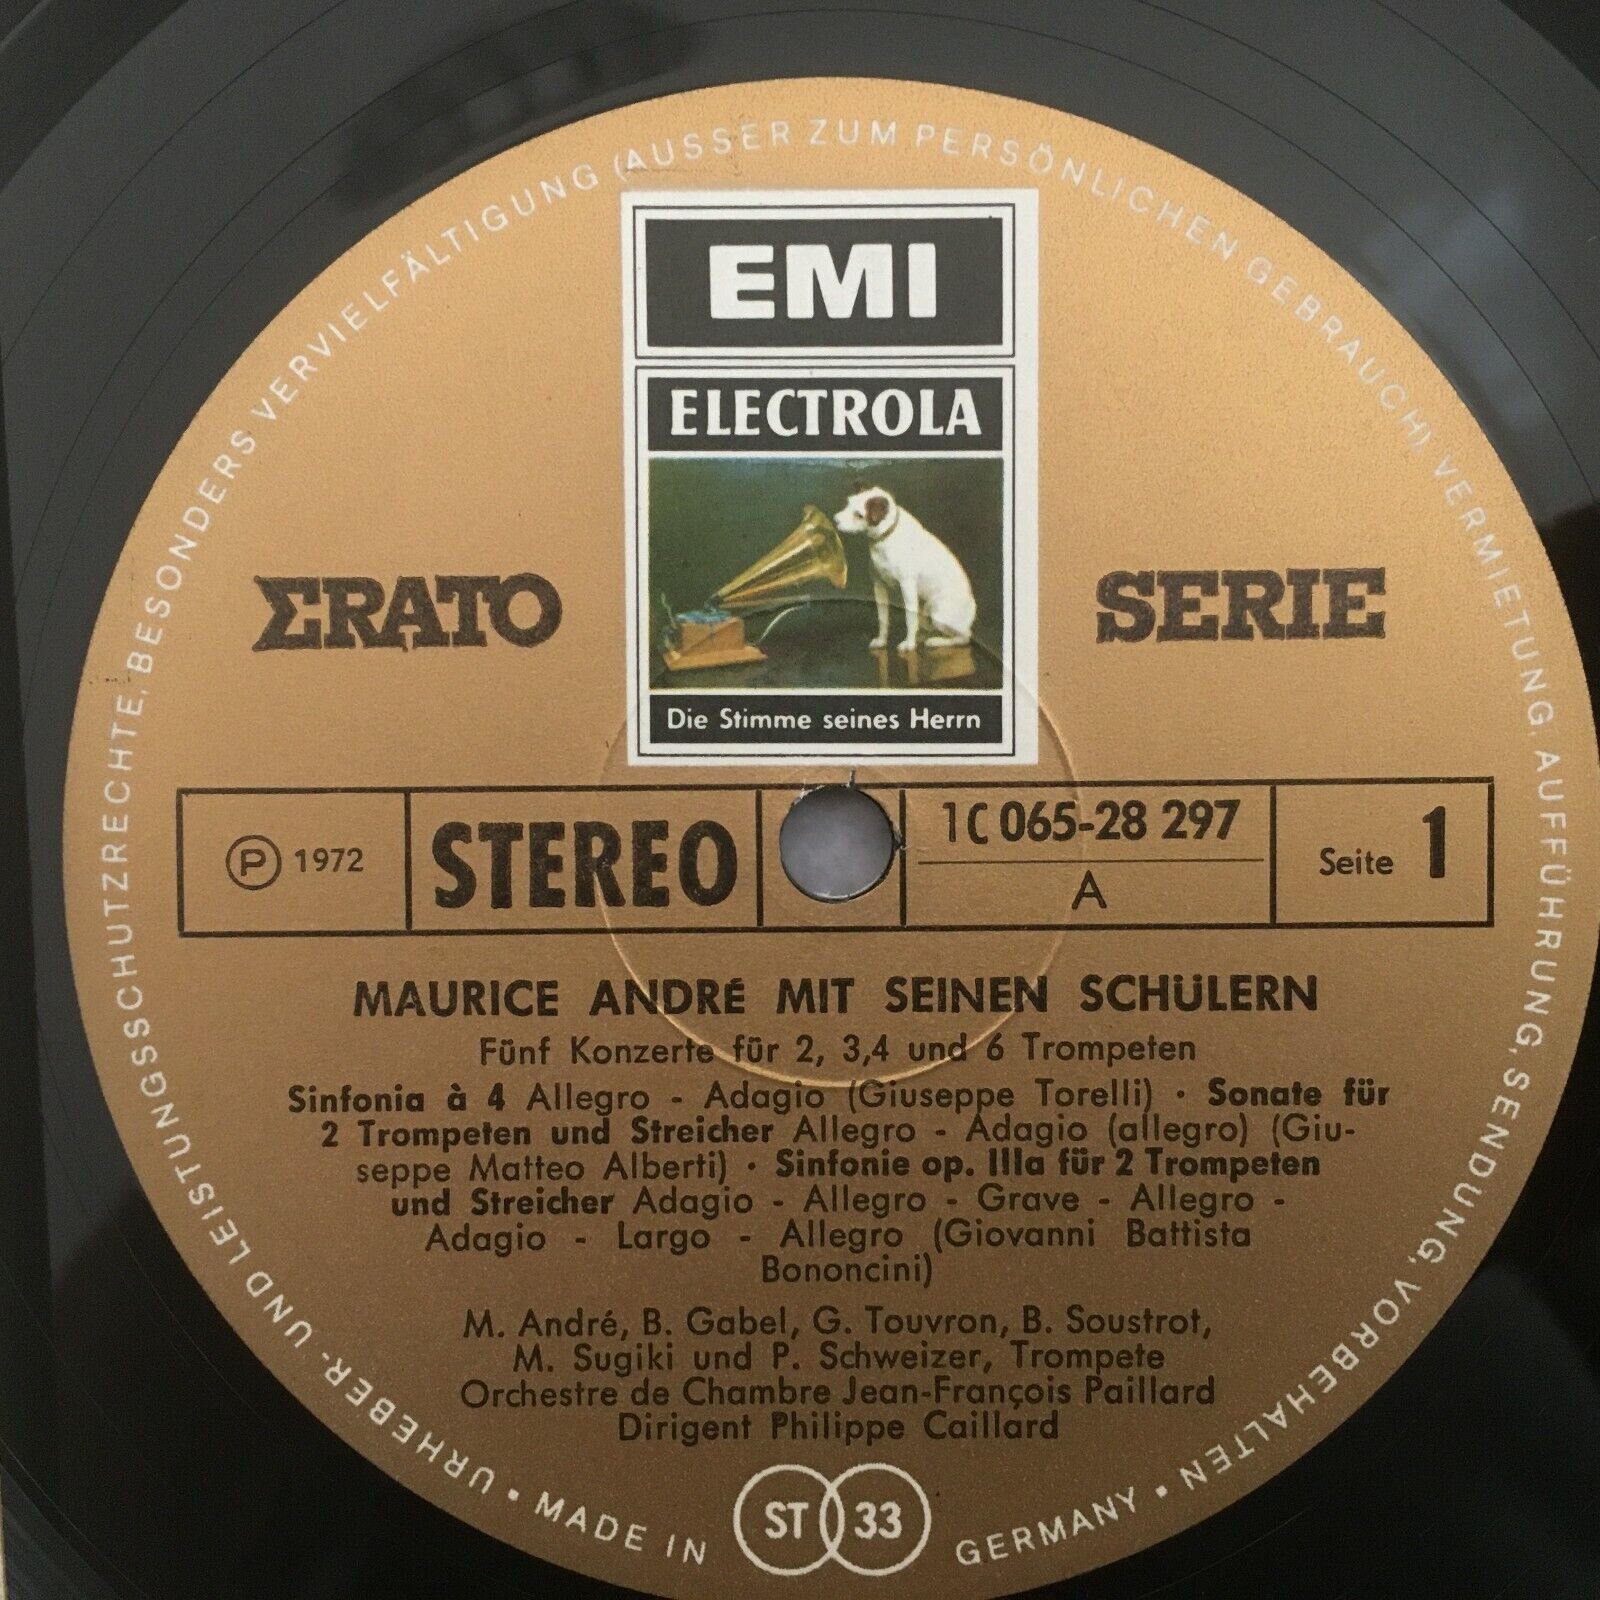 EMI
ELECTROLA
Die Stimme seines Herrn
ΣRATO
SERIE
Ⓟ 1972
STEREO
1C 065-28 297
A
Seite 1
MAURICE ANDRÉ MIT SEINEN SCHÜLERN
Fünf Konzerte für 2, 3,4 und 6 Trompeten
Sinfonia à 4 Allegro - Adagio (Giuseppe Torelli) · Sonate für
2 Trompeten und Streicher Allegro - Adagio (allegro) (Giu-
seppe Matteo Alberti) · Sinfonie op. IIIa für 2 Trompeten
und Streicher Adagio - Allegro - Grave - Allegro -
Adagio - Largo - Allegro (Giovanni Battista
Bononcini)
M. André, B. Gabel, G. Touvron, B. Soustrot,
M. Sugiki und P. Schweizer, Trompete
Orchestre de Chambre Jean-François Paillard
Dirigent Philippe Caillard
URHEBER- UND LEISTUNGSSCHUTZRECHTE, BESONDERS VERVIELFÄLTIGUNG (AUSSER ZUM PERSÖNLICHEN GEBRAUCH), VERMIETUNG, AUFFÜHRUNG, SENDUNG, VORBEHALTEN •
• MADE IN ST 33 GERMANY